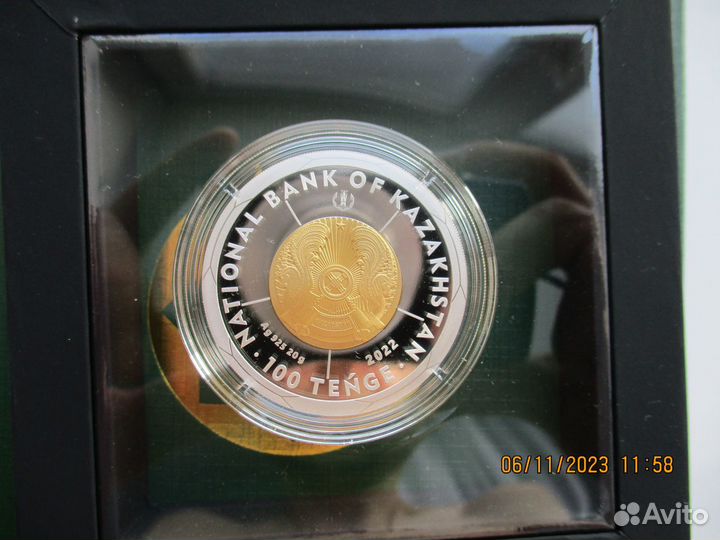 · NATIONAL BANK OF KAZAKHSTAN ·
Ag 925 20g
2022
100 TEŃGE
06/11/2023 11:58
Avito